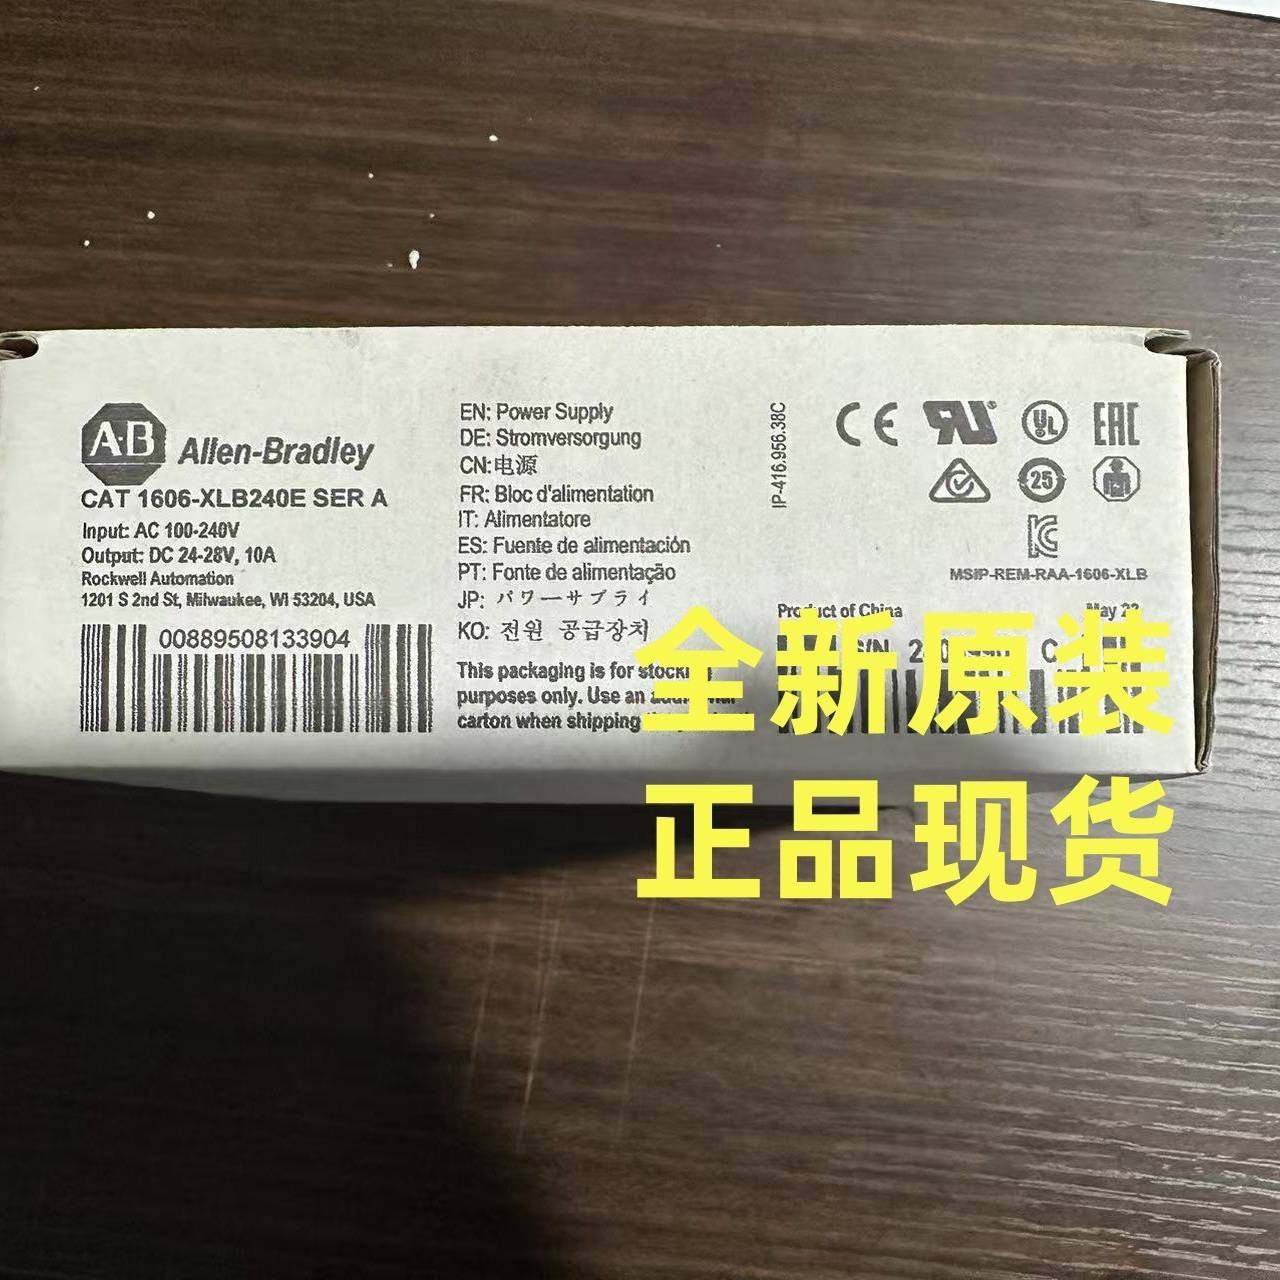 A·B Allen-Bradley
CAT 1606-XLB240E SER A
Input: AC 100-240V
Output: DC 24-28V, 10A
Rockwell Automation
1201 S 2nd St, Milwaukee, WI 53204, USA
00889508133904
EN: Power Supply
DE: Stromversorgung
CN:电源
FR: Bloc d'alimentation
IT: Alimentatore
ES: Fuente de alimentación
PT: Fonte de alimentação
JP: パワーサプライ
KO: 전원 공급장치
This packaging is for stocking
purposes only. Use an additional
carton when shipping
IP-416.956.38C
CE
UL
EAC
25
MSIP-REM-RAA-1606-XLB
Product of China
May 22
S/N
全新原装
正品现货